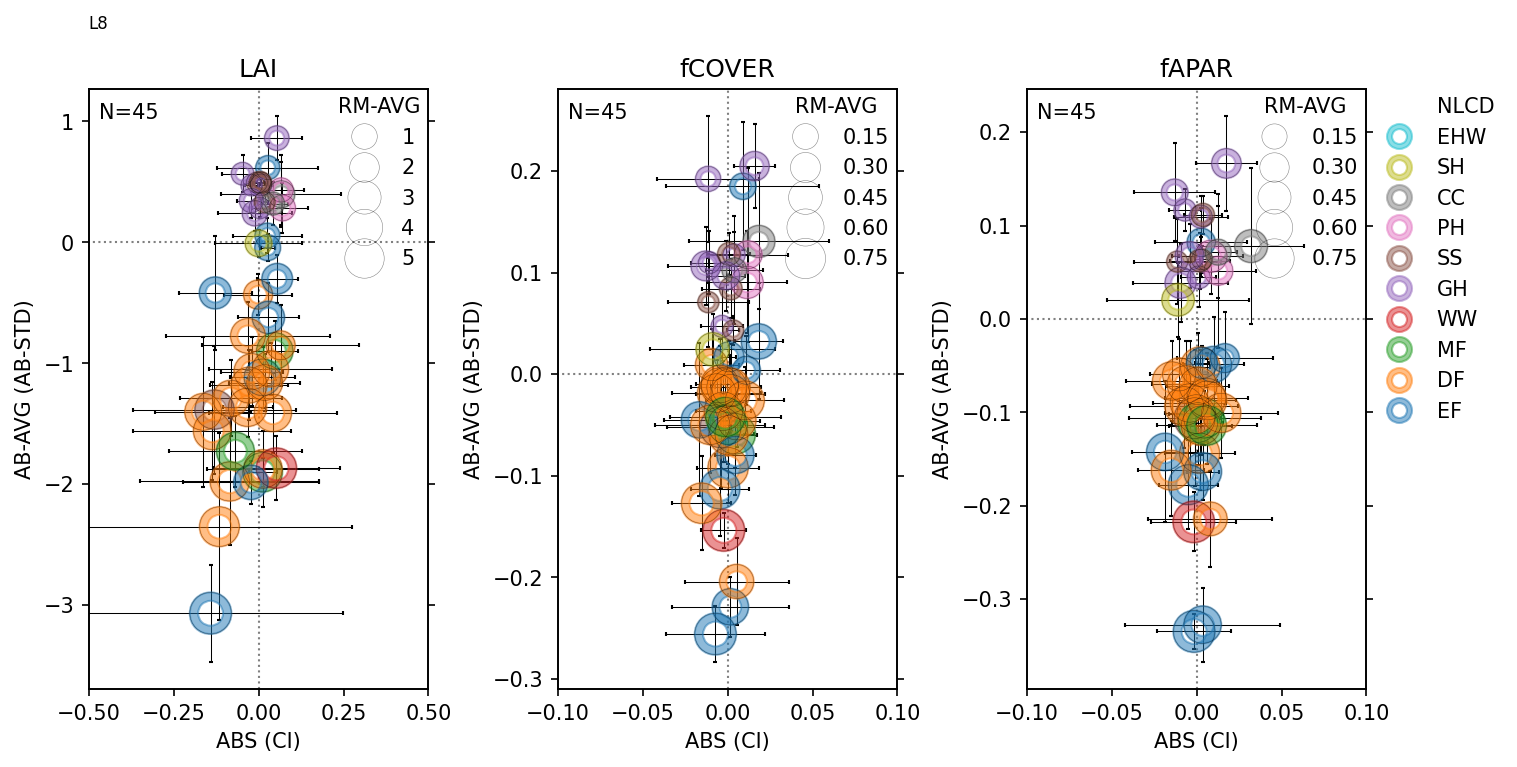 L8
LAI
N=45
RM-AVG
1
2
3
4
5
1
0
−1
−2
−3
AB-AVG (AB-STD)
−0.50
−0.25
0.00
0.25
0.50
ABS (CI)
fCOVER
N=45
RM-AVG
0.15
0.30
0.45
0.60
0.75
0.2
0.1
0.0
−0.1
−0.2
−0.3
AB-AVG (AB-STD)
−0.10
−0.05
0.00
0.05
0.10
ABS (CI)
fAPAR
N=45
RM-AVG
0.15
0.30
0.45
0.60
0.75
0.2
0.1
0.0
−0.1
−0.2
−0.3
AB-AVG (AB-STD)
−0.10
−0.05
0.00
0.05
0.10
ABS (CI)
NLCD
EHW
SH
CC
PH
SS
GH
WW
MF
DF
EF